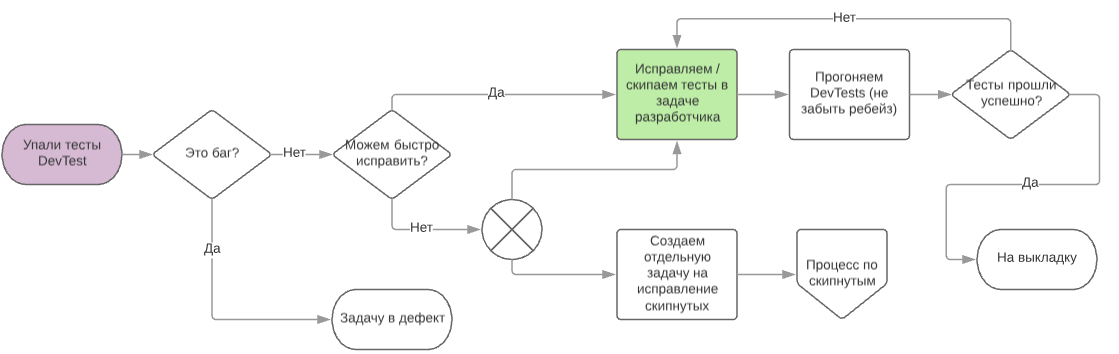 Нет
Исправляем /
скипаем тесты в
задаче
разработчика
Прогоняем
DevTests (не
забыть ребейз)
Тесты прошли
успешно?
Да
Упали тесты
DevTest
Это баг?
Нет
Можем быстро
исправить?
Да
Нет
Да
Создаем
отдельную
задачу на
исправление
скипнутых
Процесс по
скипнутым
На выкладку
Задачу в дефект